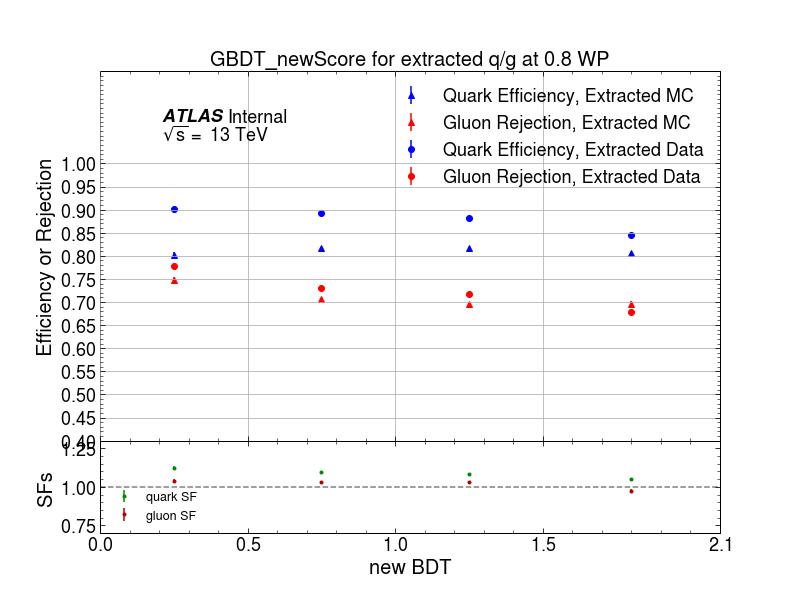 GBDT_newScore for extracted q/g at 0.8 WP
ATLAS Internal
√s = 13 TeV
Quark Efficiency, Extracted MC
Gluon Rejection, Extracted MC
Quark Efficiency, Extracted Data
Gluon Rejection, Extracted Data
Efficiency or Rejection
1.00
0.95
0.90
0.85
0.80
0.75
0.70
0.65
0.60
0.55
0.50
0.45
0.40
SFs
1.25
1.00
0.75
quark SF
gluon SF
0.0 0.5 1.0 1.5 2.1
new BDT